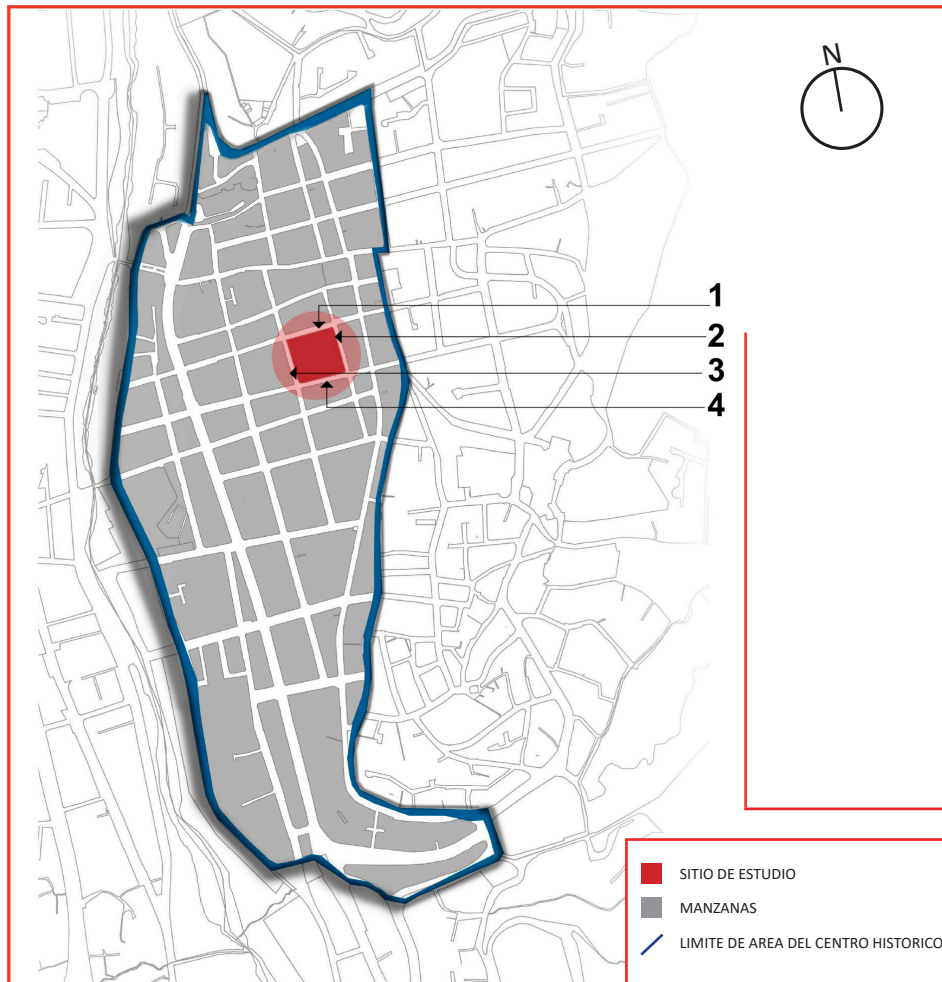 N
1
2
3
4
SITIO DE ESTUDIO
MANZANAS
LIMITE DE AREA DEL CENTRO HISTORICO